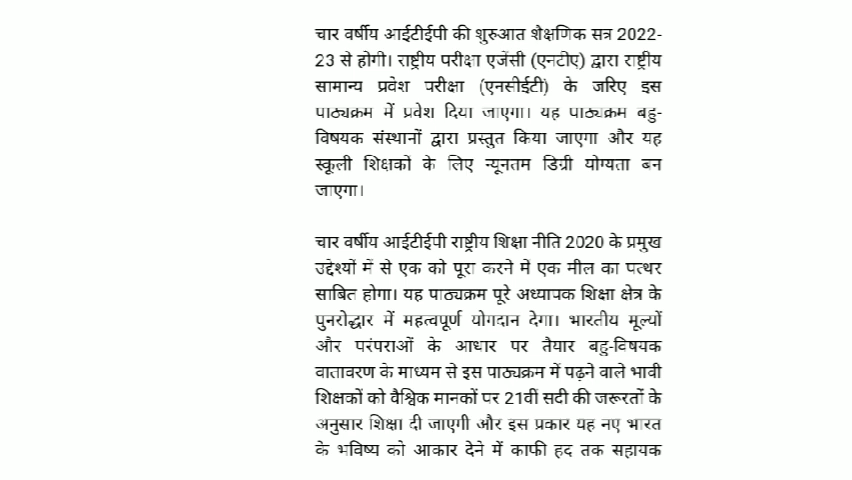 चार वर्षीय आईटीईपी की शुरुआत शैक्षणिक सत्र 2022-
23 से होगी। राष्ट्रीय परीक्षा एजेंसी (एनटीए) द्वारा राष्ट्रीय
सामान्य प्रवेश परीक्षा (एनसीईटी) के जरिए इस
पाठ्यक्रम में प्रवेश दिया जाएगा। यह पाठ्यक्रम बहु-
विषयक संस्थानों द्वारा प्रस्तुत किया जाएगा और यह
स्कूली शिक्षकों के लिए न्यूनतम डिग्री योग्यता बन
जाएगा।
चार वर्षीय आईटीईपी राष्ट्रीय शिक्षा नीति 2020 के प्रमुख
उद्देश्यों में से एक को पूरा करने में एक मील का पत्थर
साबित होगा। यह पाठ्यक्रम पूरे अध्यापक शिक्षा क्षेत्र के
पुनरोद्धार में महत्वपूर्ण योगदान देगा। भारतीय मूल्यों
और परंपराओं के आधार पर तैयार बहु-विषयक
वातावरण के माध्यम से इस पाठ्यक्रम में पढ़ने वाले भावी
शिक्षकों को वैश्विक मानकों पर 21वीं सदी की जरूरतों के
अनुसार शिक्षा दी जाएगी और इस प्रकार यह नए भारत
के भविष्य को आकार देने में काफी हद तक सहायक